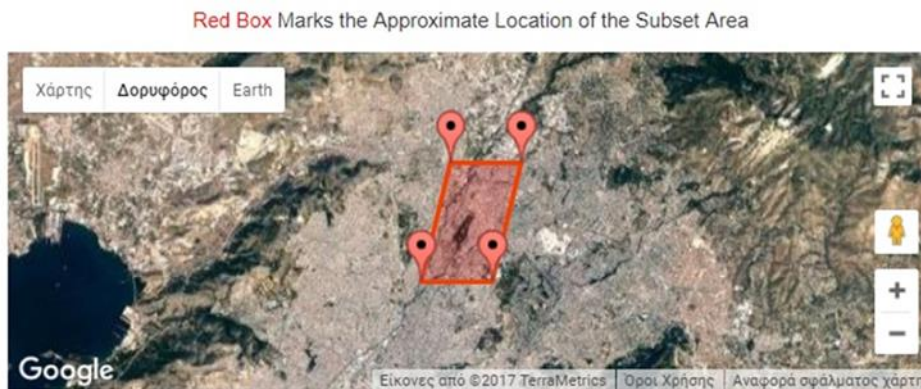 Red Box Marks the Approximate Location of the Subset Area
Χάρτης Δορυφόρος Earth
Google
Εικόνες από ©2017 TerraMetrics Όροι Χρήσης Αναφορά σφάλματος χάρτη